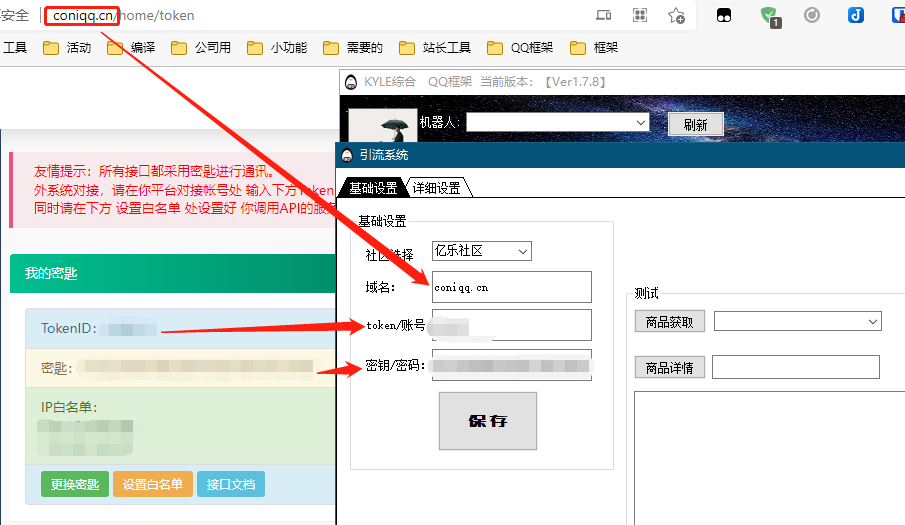 安全 coniqq.cn/home/token
工具 活动 编译 公司用 小功能 需要的 站长工具 QQ框架 框架
1
KYLE综合 QQ框架 当前版本: 【Ver1.7.8】
机器人: 刷新
引流系统
基础设置 详细设置
友情提示：所有接口都采用密匙进行通讯。
外系统对接，请在你平台对接帐号处 输入下方Token
同时请在下方 设置白名单 处设置好 你调用API的服
我的密匙
TokenID:
密匙:
IP白名单:
更换密匙 设置白名单 接口文档
基础设置
社区选择 亿乐社区
域名: coniqq.cn
token/账号
密钥/密码:
保存
测试
商品获取
商品详情